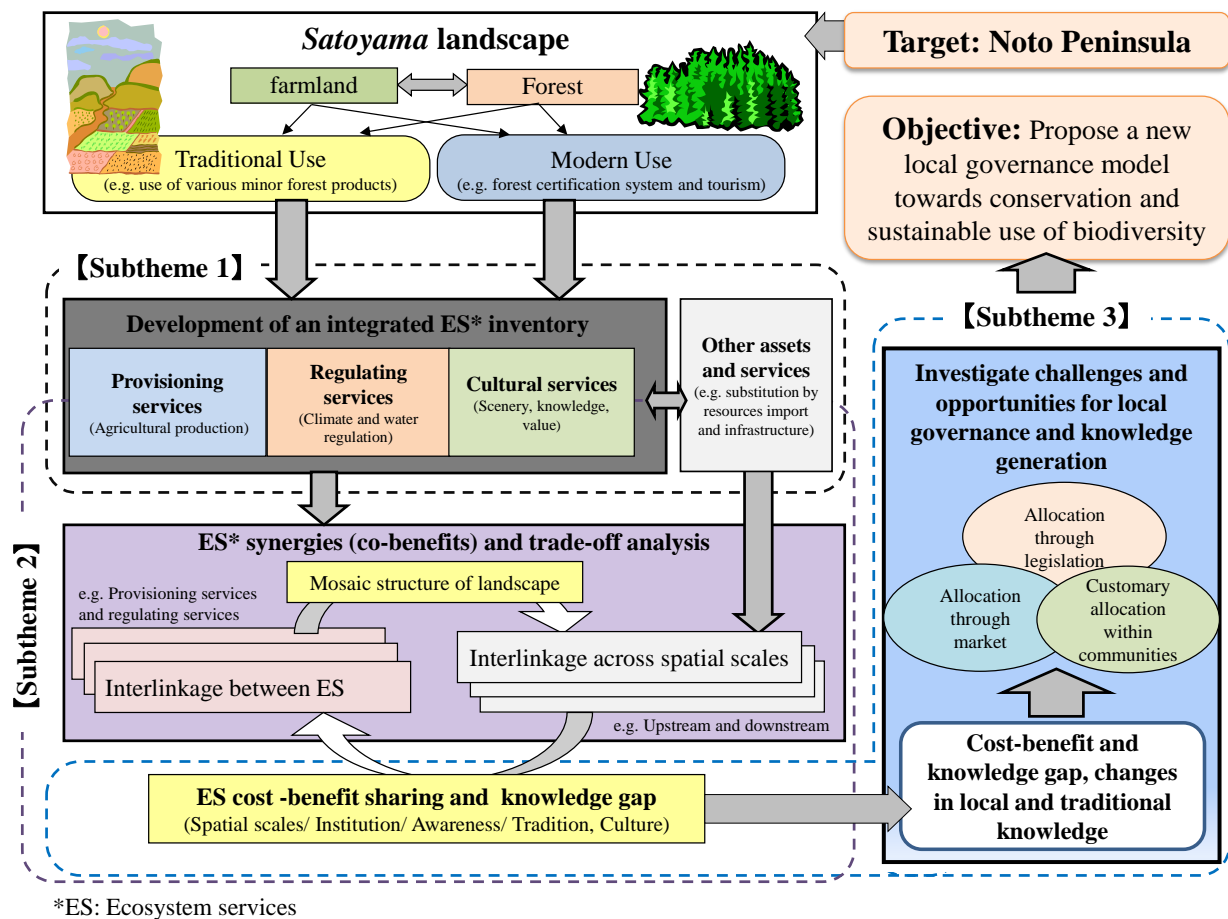 Satoyama landscape
farmland
Forest
Traditional Use
(e.g. use of various minor forest products)
Modern Use
(e.g. forest certification system and tourism)
Target: Noto Peninsula
Objective: Propose a new
local governance model
towards conservation and
sustainable use of biodiversity
【Subtheme 1】
Development of an integrated ES* inventory
Provisioning
services
(Agricultural production)
Regulating
services
(Climate and water
regulation)
Cultural services
(Scenery, knowledge,
value)
Other assets
and services
(e.g. substitution by
resources import
and infrastructure)
【Subtheme 2】
ES* synergies (co-benefits) and trade-off analysis
Mosaic structure of landscape
e.g. Provisioning services
and regulating services
Interlinkage between ES
Interlinkage across spatial scales
e.g. Upstream and downstream
ES cost -benefit sharing and knowledge gap
(Spatial scales/ Institution/ Awareness/ Tradition, Culture)
【Subtheme 3】
Investigate challenges and
opportunities for local
governance and knowledge
generation
Allocation
through
legislation
Allocation
through
market
Customary
allocation
within
communities
Cost-benefit and
knowledge gap, changes
in local and traditional
knowledge
*ES: Ecosystem services